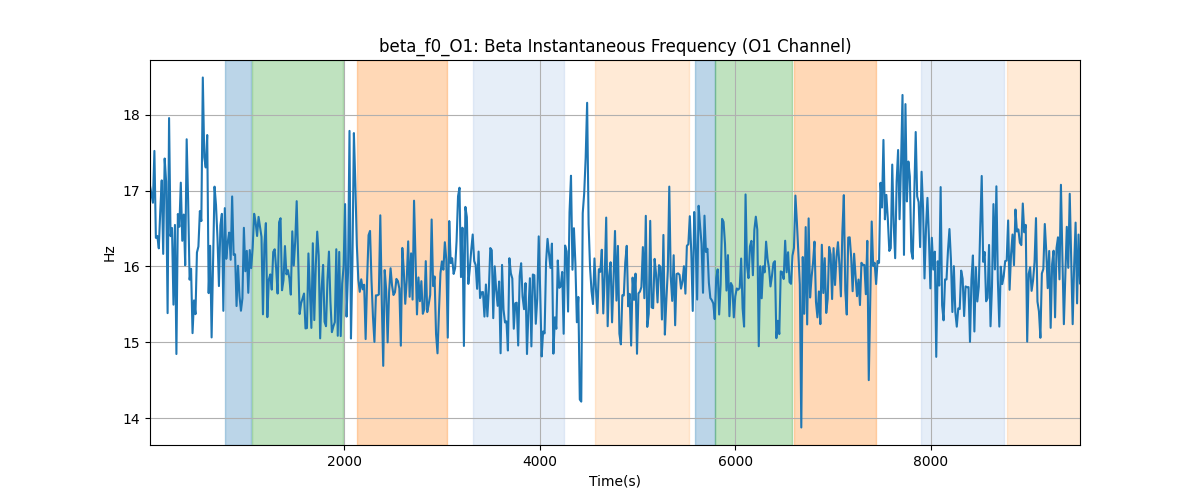 beta_f0_O1: Beta Instantaneous Frequency (O1 Channel)
18
17
16
15
14
Hz
2000 4000 6000 8000
Time(s)